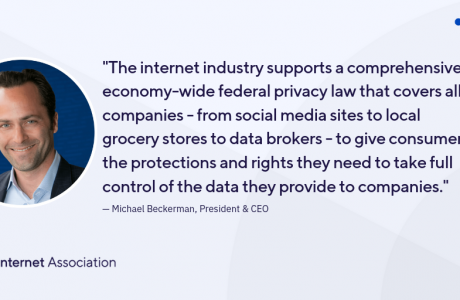 "The internet industry supports a comprehensive
economy-wide federal privacy law that covers all
companies - from social media sites to local
grocery stores to data brokers - to give consumer
the protections and rights they need to take full
control of the data they provide to companies."
— Michael Beckerman, President & CEO
nternet Association